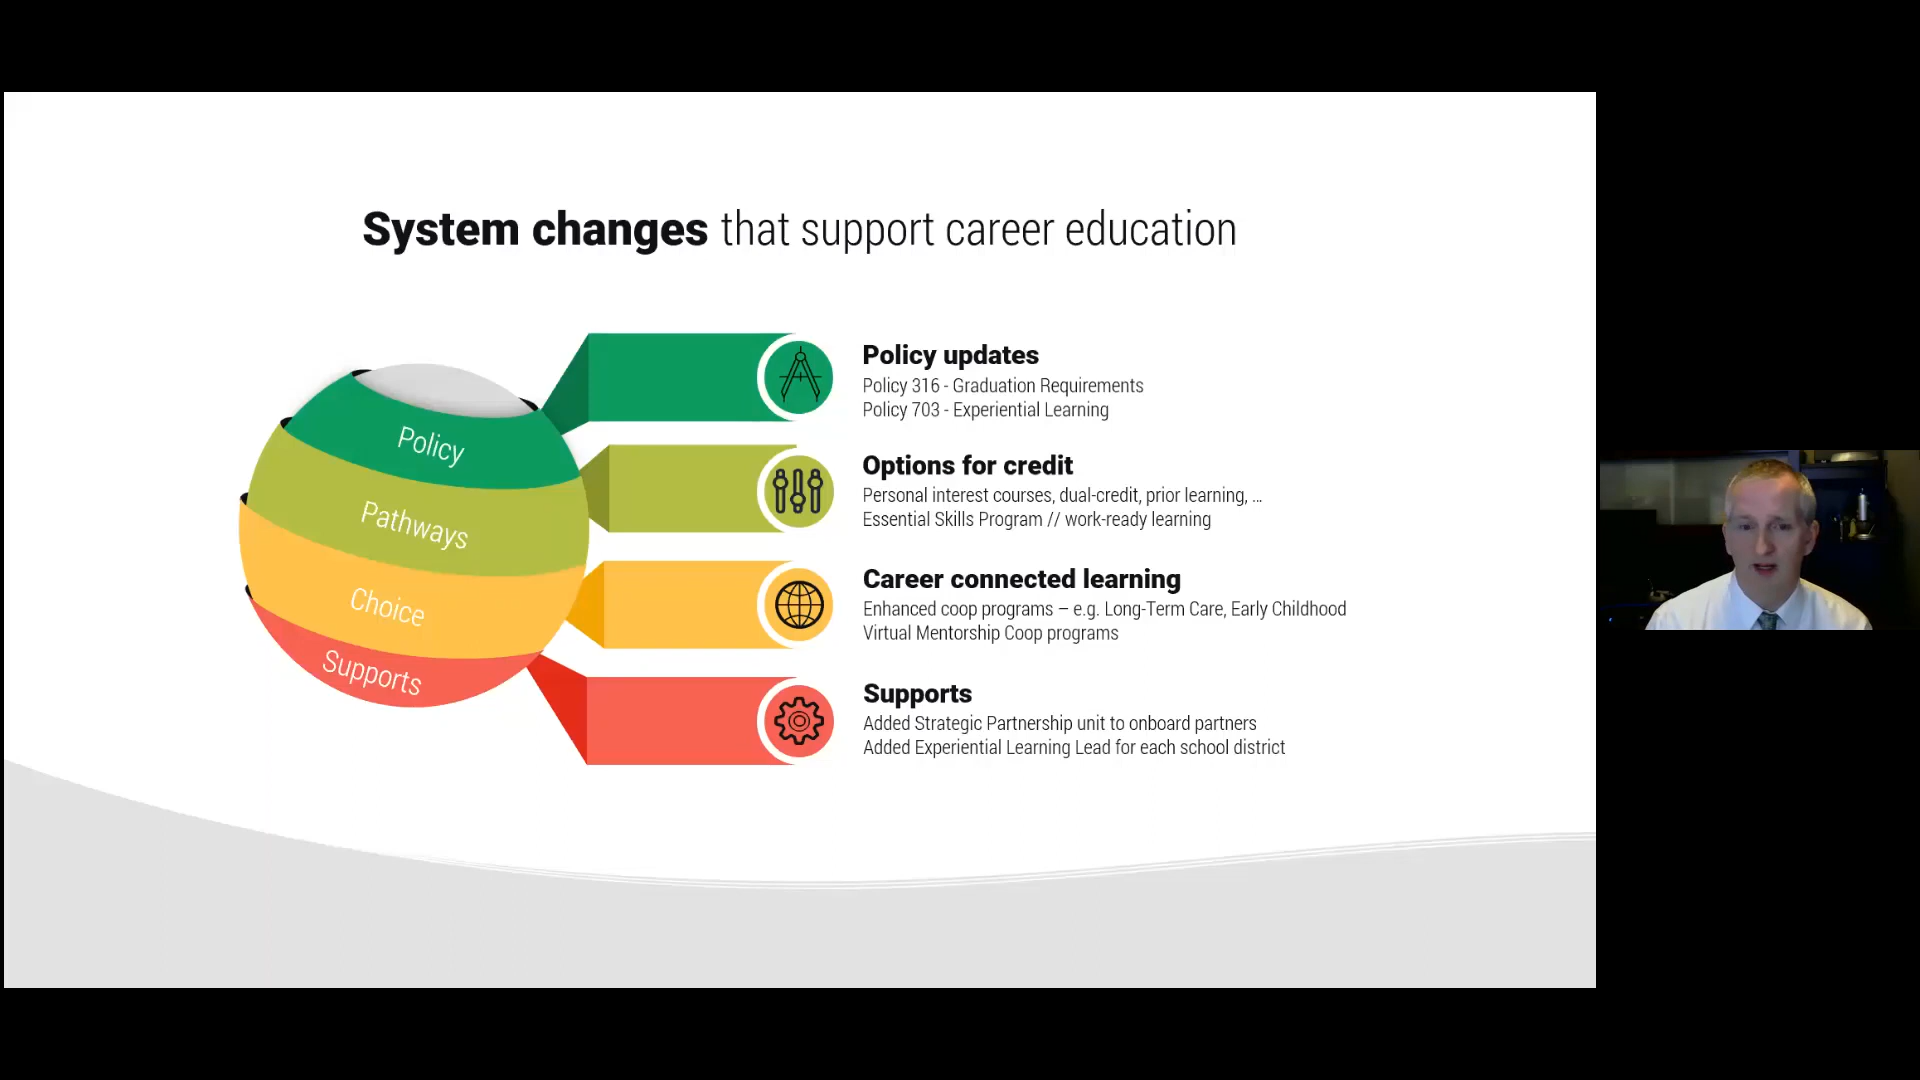 System changes that support career education
Policy
Pathways
Choice
Supports
Policy updates
Policy 316 - Graduation Requirements
Policy 703 - Experiential Learning
Options for credit
Personal interest courses, dual-credit, prior learning, ...
Essential Skills Program // work-ready learning
Career connected learning
Enhanced coop programs – e.g. Long-Term Care, Early Childhood
Virtual Mentorship Coop programs
Supports
Added Strategic Partnership unit to onboard partners
Added Experiential Learning Lead for each school district